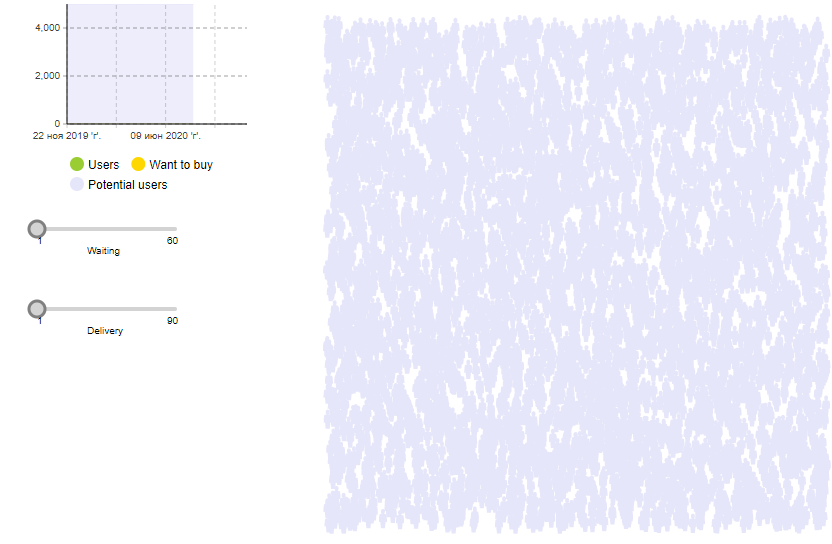 4,000
2,000
0
22 ноя 2019 'г'. 09 июн 2020 'г'.
Users Want to buy
Potential users
1 60
Waiting
1 90
Delivery